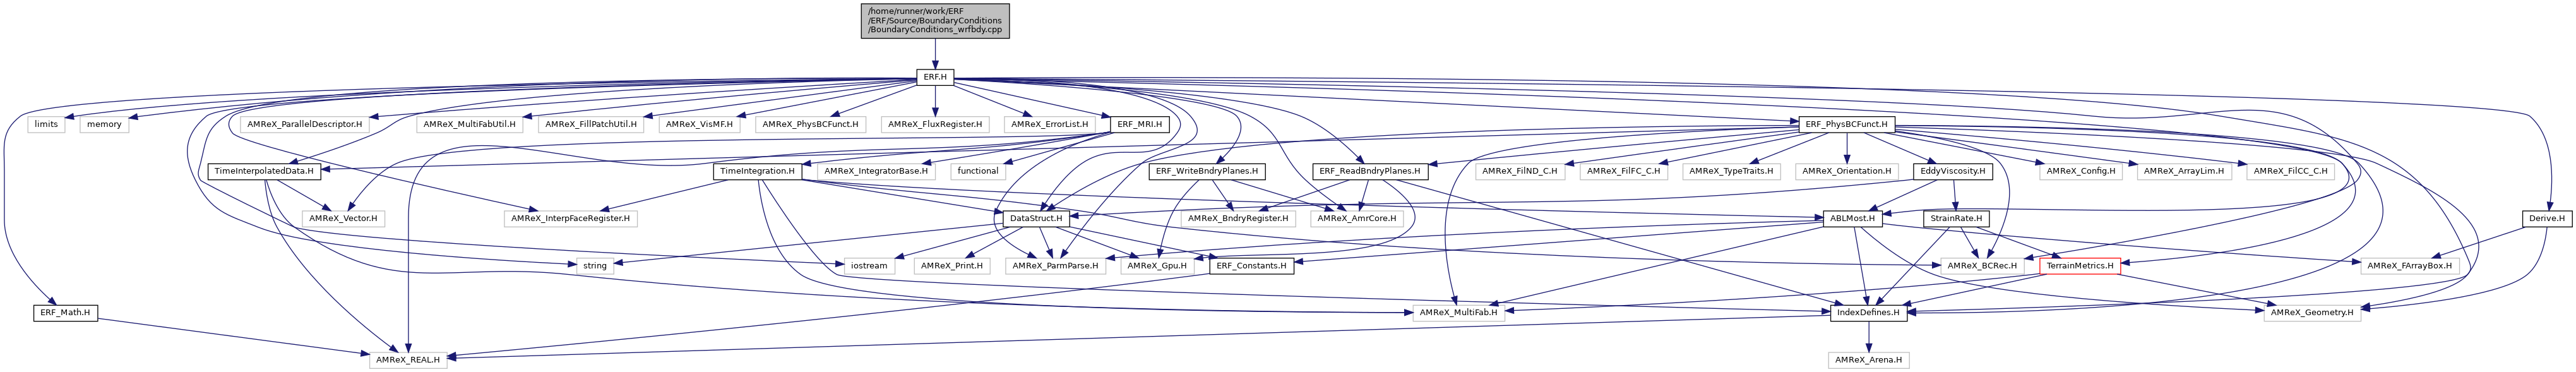 /home/runner/work/ERF
/ERF/Source/BoundaryConditions
/BoundaryConditions_wrfbdy.cpp
ERF.H
limits
memory
AMReX_ParallelDescriptor.H
AMReX_MultiFabUtil.H
AMReX_FillPatchUtil.H
AMReX_VisMF.H
AMReX_PhysBCFunct.H
AMReX_FluxRegister.H
AMReX_ErrorList.H
ERF_MRI.H
ERF_PhysBCFunct.H
TimeInterpolatedData.H
TimeIntegration.H
AMReX_IntegratorBase.H
functional
ERF_WriteBndryPlanes.H
ERF_ReadBndryPlanes.H
AMReX_FilND_C.H
AMReX_FilFC_C.H
AMReX_TypeTraits.H
AMReX_Orientation.H
EddyViscosity.H
AMReX_Config.H
AMReX_ArrayLim.H
AMReX_FilCC_C.H
AMReX_Vector.H
AMReX_InterpFaceRegister.H
DataStruct.H
AMReX_BndryRegister.H
AMReX_AmrCore.H
ABLMost.H
StrainRate.H
Derive.H
string
iostream
AMReX_Print.H
AMReX_ParmParse.H
AMReX_Gpu.H
ERF_Constants.H
AMReX_BCRec.H
TerrainMetrics.H
AMReX_FArrayBox.H
ERF_Math.H
AMReX_MultiFab.H
IndexDefines.H
AMReX_Geometry.H
AMReX_REAL.H
AMReX_Arena.H